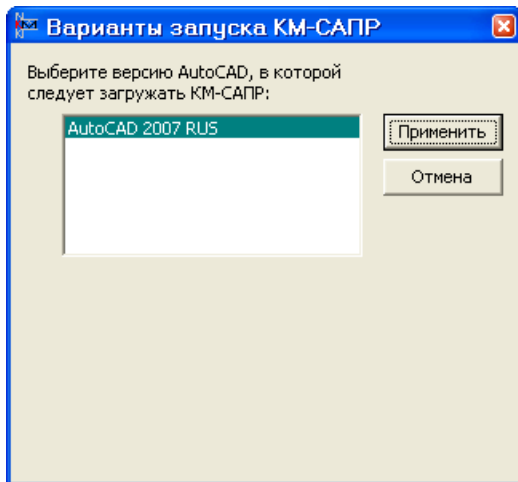 Варианты запуска КМ-САПР
Выберите версию AutoCAD, в которой
следует загружать КМ-САПР:
AutoCAD 2007 RUS
Применить
Отмена